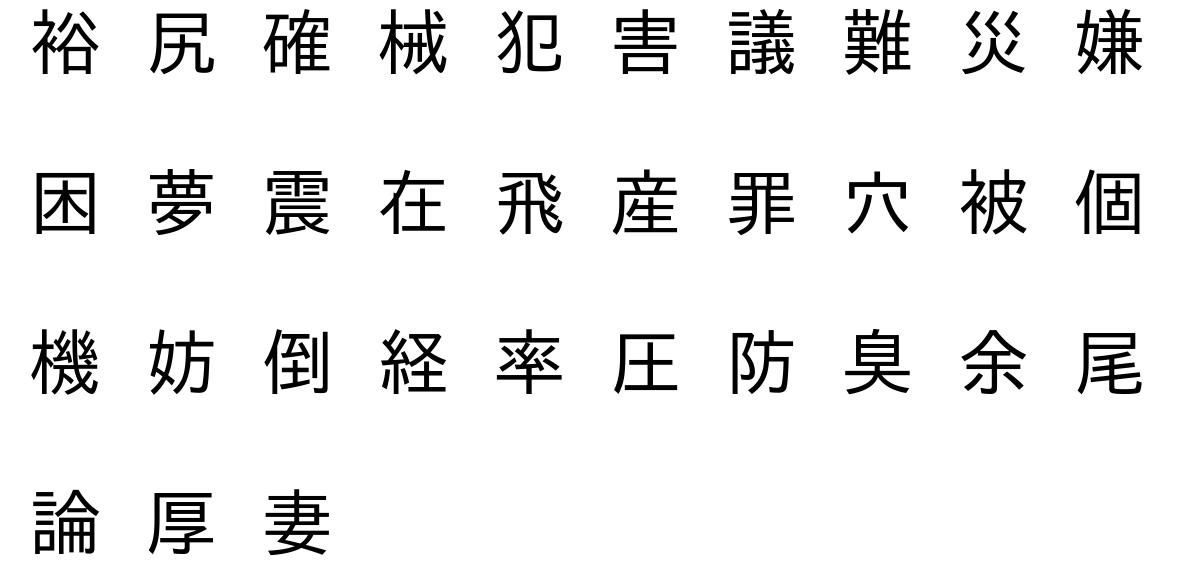 裕 尻 確 械 犯 害 議 難 災 嫌
困 夢 震 在 飛 産 罪 穴 被 個
機 妨 倒 経 率 圧 防 臭 余 尾
論 厚 妻